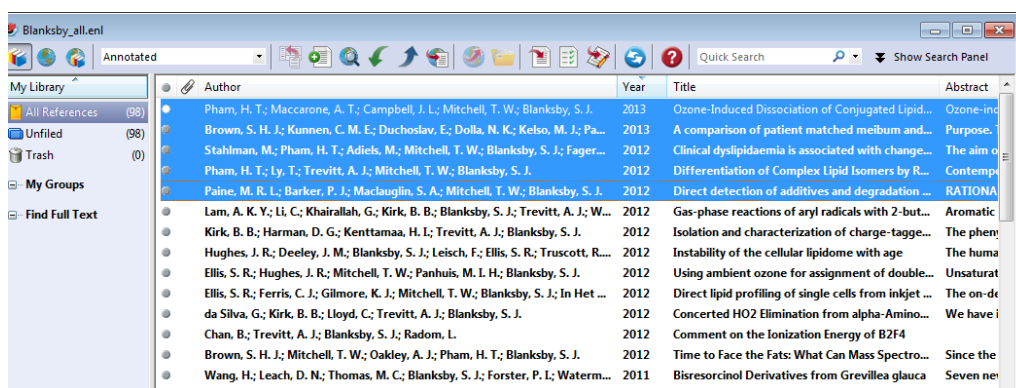 Blanksby_all.enl
Annotated Quick Search Show Search Panel
My Library Author Year Title Abstract
All References (98)
Unfiled (98)
Trash (0)
My Groups
Find Full Text
Pham, H. T.; Maccarone, A. T.; Campbell, J. L.; Mitchell, T. W.; Blanksby, S. J. 2013 Ozone-Induced Dissociation of Conjugated Lipid... Ozone-inc
Brown, S. H. J.; Kunnen, C. M. E.; Duchoslav, E.; Dolla, N. K.; Kelso, M. J.; Pa... 2013 A comparison of patient matched meibum and... Purpose.
Stahlman, M.; Pham, H. T.; Adiels, M.; Mitchell, T. W.; Blanksby, S. J.; Fager... 2012 Clinical dyslipidaemia is associated with change... The aim o
Pham, H. T.; Ly, T.; Trevitt, A. J.; Mitchell, T. W.; Blanksby, S. J. 2012 Differentiation of Complex Lipid Isomers by R... Contempo
Paine, M. R. L.; Barker, P. J.; Maclauglin, S. A.; Mitchell, T. W.; Blanksby, S. J. 2012 Direct detection of additives and degradation ... RATIONA
Lam, A. K. Y.; Li, C.; Khairallah, G.; Kirk, B. B.; Blanksby, S. J.; Trevitt, A. J.; W... 2012 Gas-phase reactions of aryl radicals with 2-but... Aromatic
Kirk, B. B.; Harman, D. G.; Kenttamaa, H. I.; Trevitt, A. J.; Blanksby, S. J. 2012 Isolation and characterization of charge-tagge... The pheny
Hughes, J. R.; Deeley, J. M.; Blanksby, S. J.; Leisch, F.; Ellis, S. R.; Truscott, R.... 2012 Instability of the cellular lipidome with age The huma
Ellis, S. R.; Hughes, J. R.; Mitchell, T. W.; Panhuis, M. I. H.; Blanksby, S. J. 2012 Using ambient ozone for assignment of double... Unsaturat
Ellis, S. R.; Ferris, C. J.; Gilmore, K. J.; Mitchell, T. W.; Blanksby, S. J.; In Het ... 2012 Direct lipid profiling of single cells from inkjet ... The on-de
da Silva, G.; Kirk, B. B.; Lloyd, C.; Trevitt, A. J.; Blanksby, S. J. 2012 Concerted HO2 Elimination from alpha-Amino... We have i
Chan, B.; Trevitt, A. J.; Blanksby, S. J.; Radom, L. 2012 Comment on the Ionization Energy of B2F4
Brown, S. H. J.; Mitchell, T. W.; Oakley, A. J.; Pham, H. T.; Blanksby, S. J. 2012 Time to Face the Fats: What Can Mass Spectro... Since the
Wang, H.; Leach, D. N.; Thomas, M. C.; Blanksby, S. J.; Forster, P. I.; Waterm... 2011 Bisresorcinol Derivatives from Grevillea glauca Seven nev